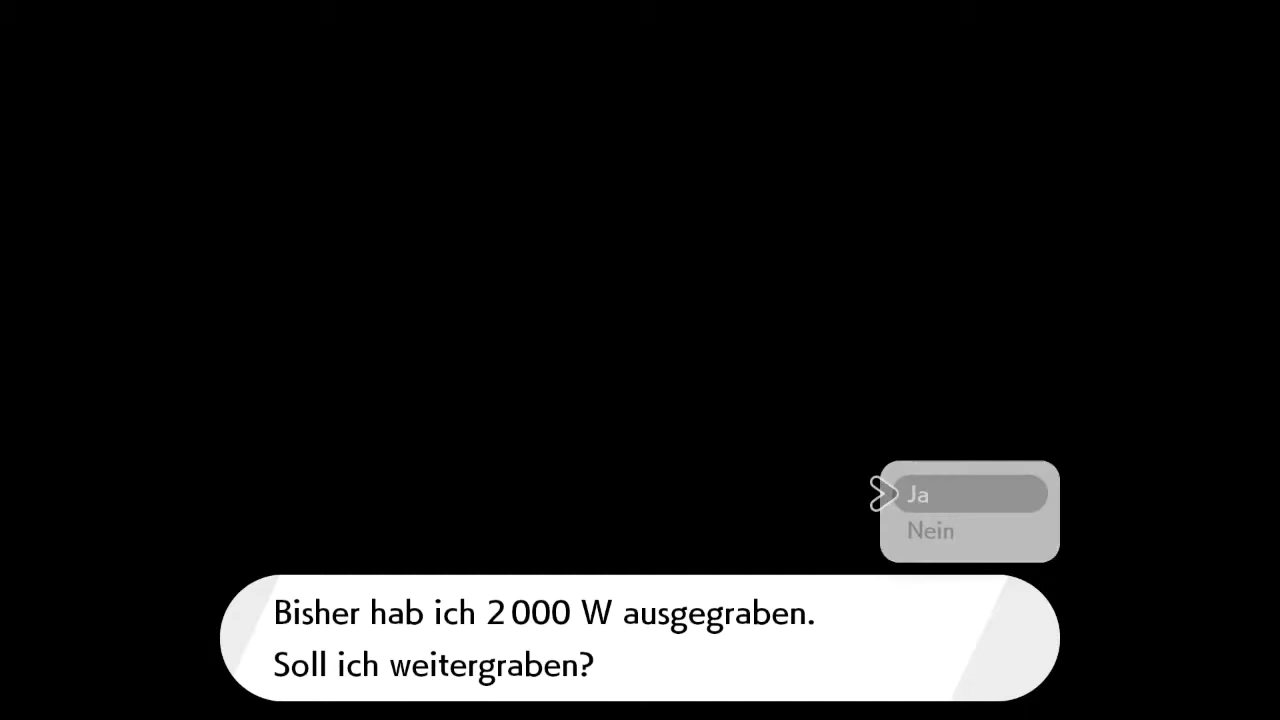 Ja
Nein
Bisher hab ich 2 000 W ausgegraben.
Soll ich weitergraben?